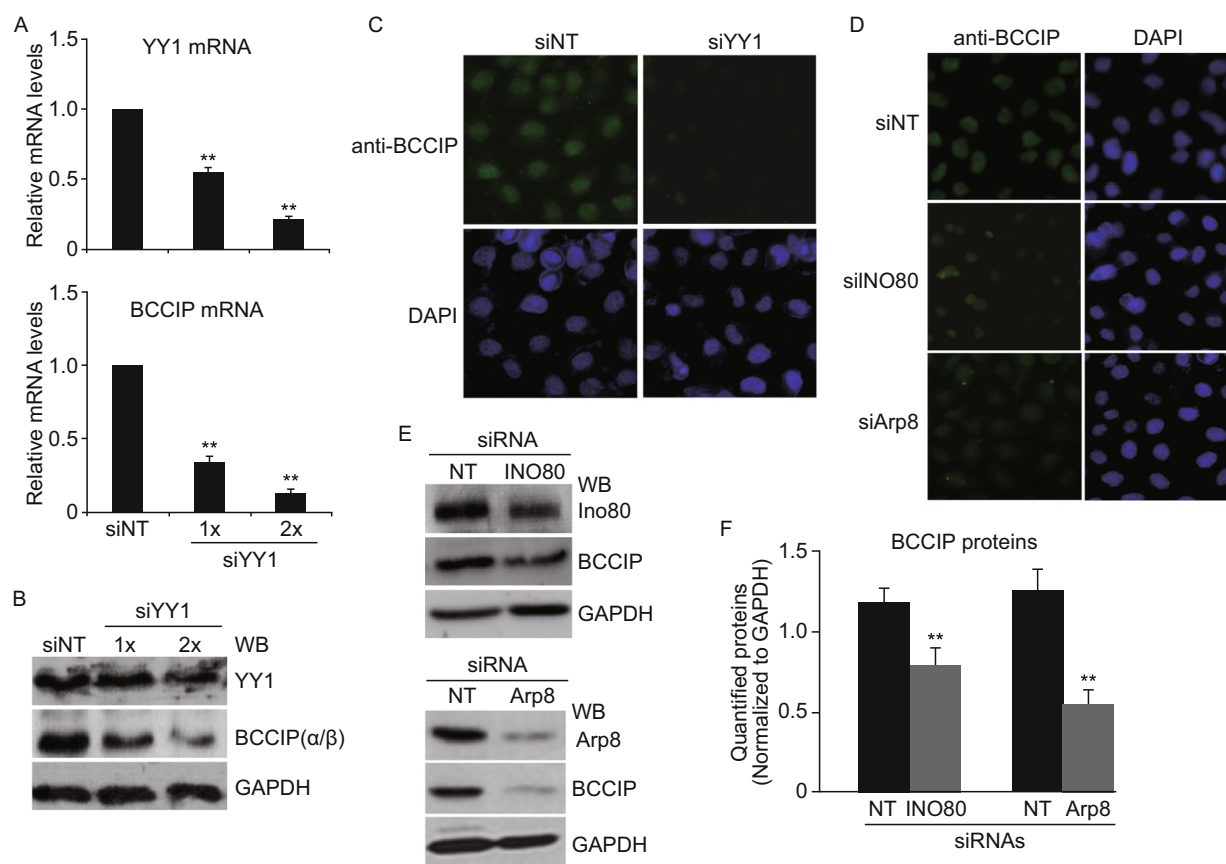 A
YY1 mRNA
Relative mRNA levels
1.5
1.0
0.5
0
**
**
BCCIP mRNA
Relative mRNA levels
1.5
1.0
0.5
0
**
**
siNT
1x
2x
siYY1
B
siYY1
siNT 1x 2x WB
YY1
BCCIP(α/β)
GAPDH
C
siNT siYY1
anti-BCCIP
DAPI
D
anti-BCCIP DAPI
siNT
siINO80
siArp8
E
siRNA
NT INO80
WB
Ino80
BCCIP
GAPDH
siRNA
NT Arp8
WB
Arp8
BCCIP
GAPDH
F
BCCIP proteins
Quantified proteins
(Normalized to GAPDH)
1.5
1.0
0.5
0
**
**
NT INO80 NT Arp8
siRNAs